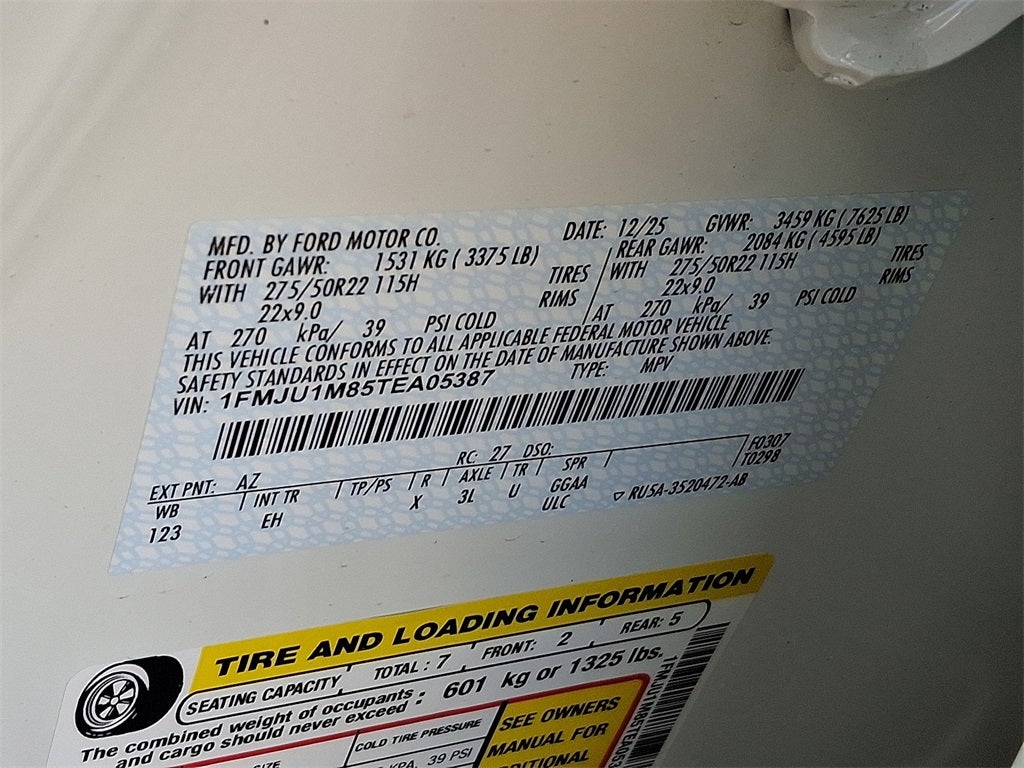 MFD. BY FORD MOTOR CO. DATE: 12/25 GVWR: 3459 KG (7625 LB)
FRONT GAWR: 1531 KG (3375 LB) REAR GAWR: 2084 KG (4595 LB)
WITH 275/50R22 115H TIRES WITH 275/50R22 115H TIRES
22x9.0 RIMS 22x9.0 RIMS
AT 270 kPa/ 39 PSI COLD AT 270 kPa/ 39 PSI COLD
THIS VEHICLE CONFORMS TO ALL APPLICABLE FEDERAL MOTOR VEHICLE
SAFETY STANDARDS IN EFFECT ON THE DATE OF MANUFACTURE SHOWN ABOVE.
VIN: 1FMJU1M85TEA05387 TYPE: MPV
EXT PNT: AZ RC: 27 DSO: F0307
WB INT TR TP/PS R AXLE TR SPR T0298
123 EH X 3L U GGAA
ULC RU5A-3520472-AB
TIRE AND LOADING INFORMATION
SEATING CAPACITY TOTAL: 7 FRONT: 2 REAR: 5
The combined weight of occupants
and cargo should never exceed : 601 kg or 1325 lbs.
SIZE COLD TIRE PRESSURE SEE OWNERS
KPA, 39 PSI MANUAL FOR